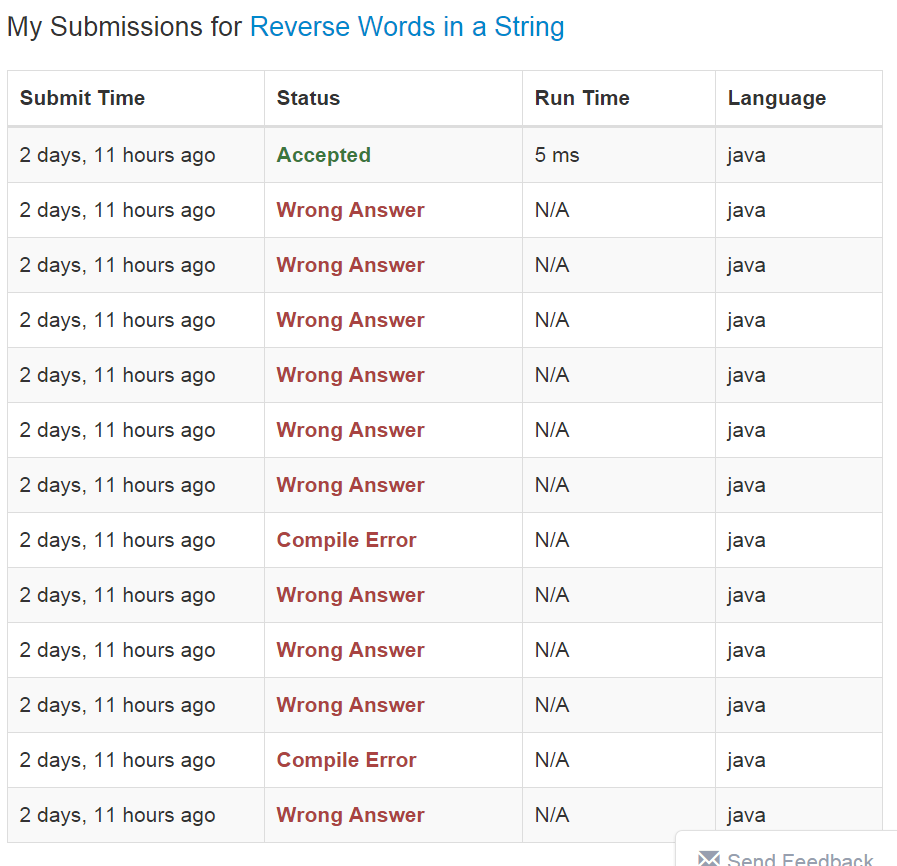 My Submissions for Reverse Words in a String
Submit Time Status Run Time Language
2 days, 11 hours ago Accepted 5 ms java
2 days, 11 hours ago Wrong Answer N/A java
2 days, 11 hours ago Wrong Answer N/A java
2 days, 11 hours ago Wrong Answer N/A java
2 days, 11 hours ago Wrong Answer N/A java
2 days, 11 hours ago Wrong Answer N/A java
2 days, 11 hours ago Wrong Answer N/A java
2 days, 11 hours ago Compile Error N/A java
2 days, 11 hours ago Wrong Answer N/A java
2 days, 11 hours ago Wrong Answer N/A java
2 days, 11 hours ago Wrong Answer N/A java
2 days, 11 hours ago Compile Error N/A java
2 days, 11 hours ago Wrong Answer N/A java
Send Feedback